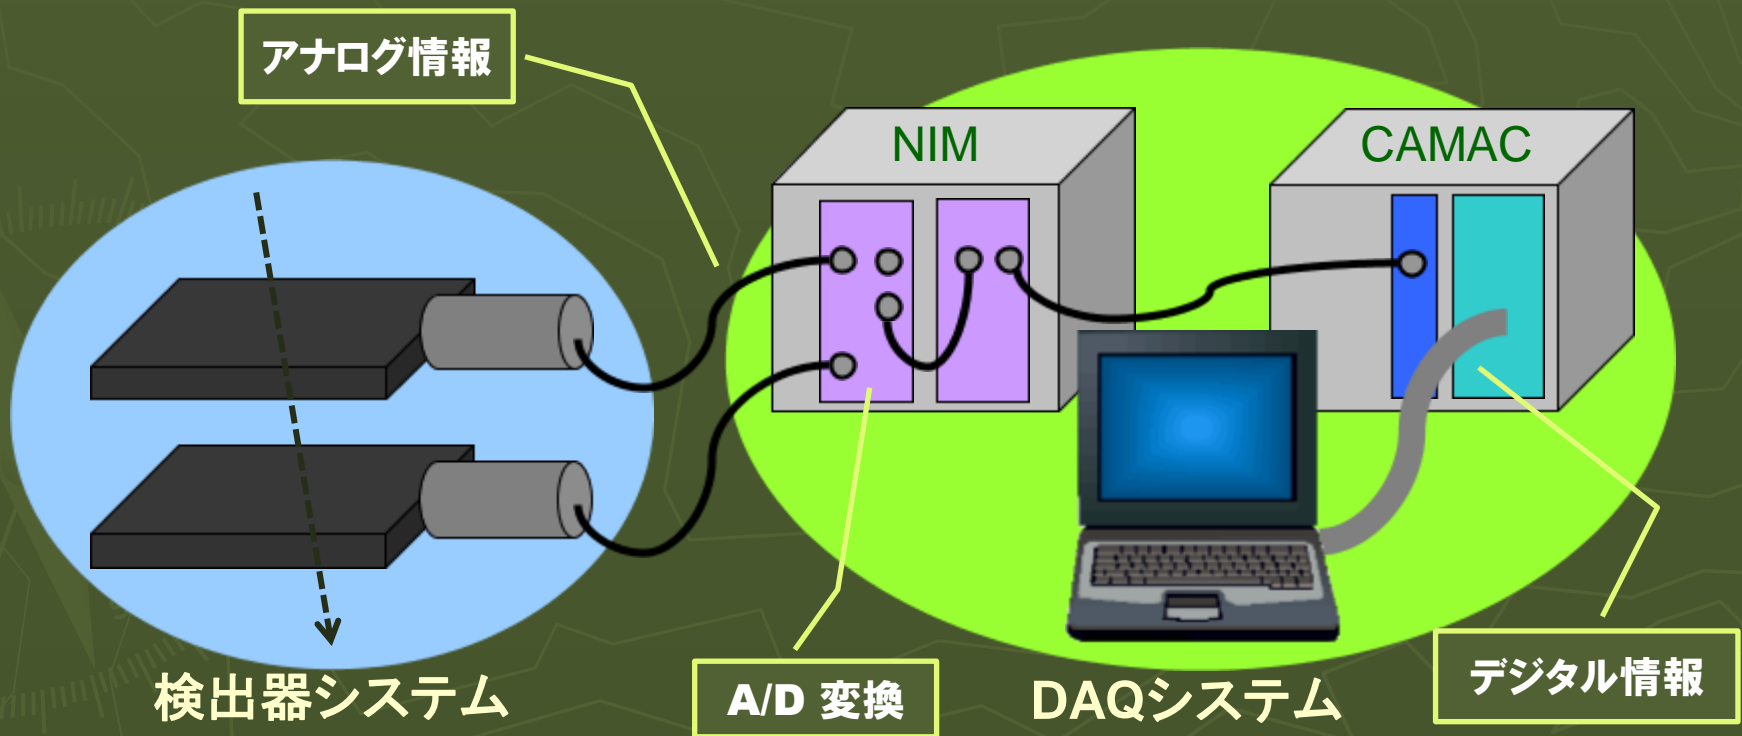 アナログ情報
NIM
CAMAC
検出器システム
A/D 変換
DAQシステム
デジタル情報